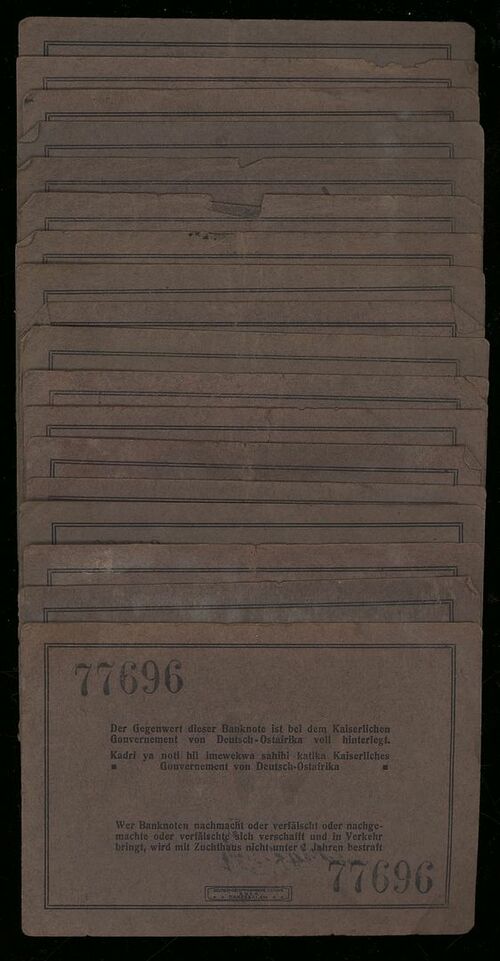 77696
Der Gegenwert dieser Banknote ist bei dem Kaiserlichen
Gouvernement von Deutsch-Ostafrika voll hinterlegt.
Kadri ya noti hii imewekwa sahihi katika Kaiserliches
Gouvernement von Deutsch-Ostafrika
Wer Banknoten nachmacht oder verfälscht oder nachge-
machte oder verfälschte sich verschafft und in Verkehr
bringt, wird mit Zuchthaus nicht unter 2 Jahren bestraft
77696